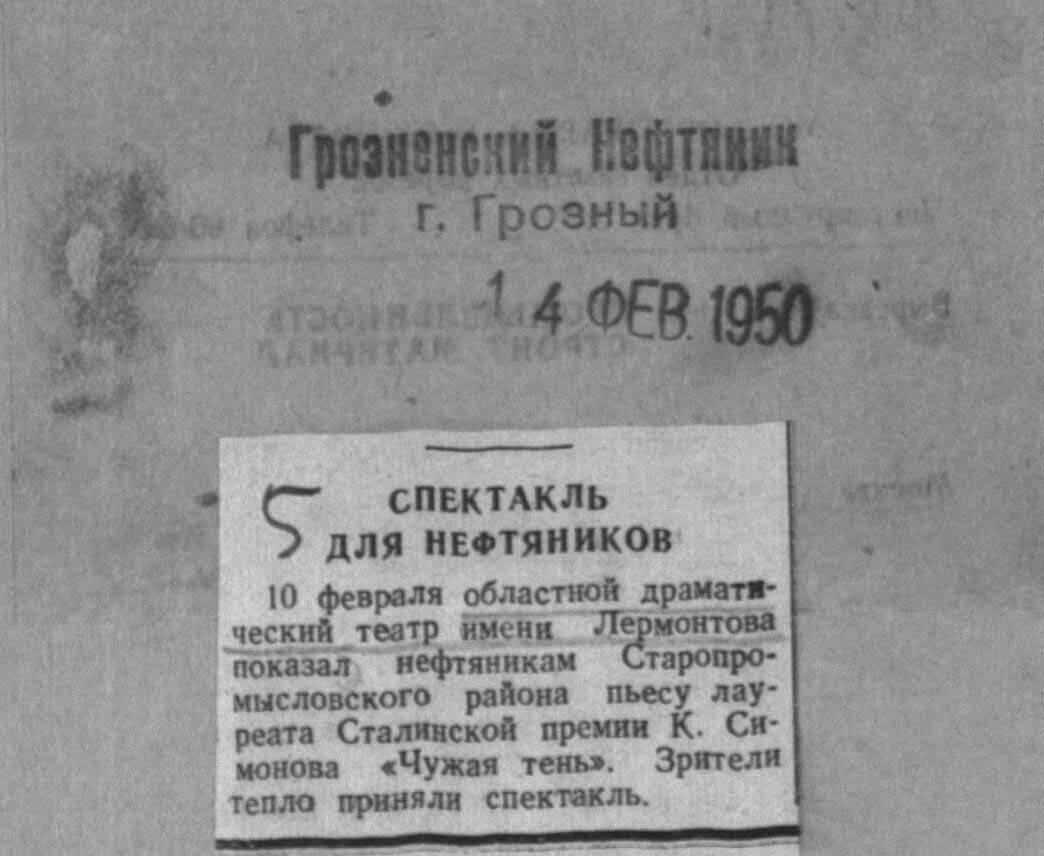 Грозненский Нефтяник
г. Грозный
14 ФЕВ. 1950
5
СПЕКТАКЛЬ
ДЛЯ НЕФТЯНИКОВ
10 февраля областной драмати-
ческий театр имени Лермонтова
показал нефтяникам Старопро-
мысловского района пьесу лау-
реата Сталинской премии К. Си-
монова «Чужая тень». Зрители
тепло приняли спектакль.